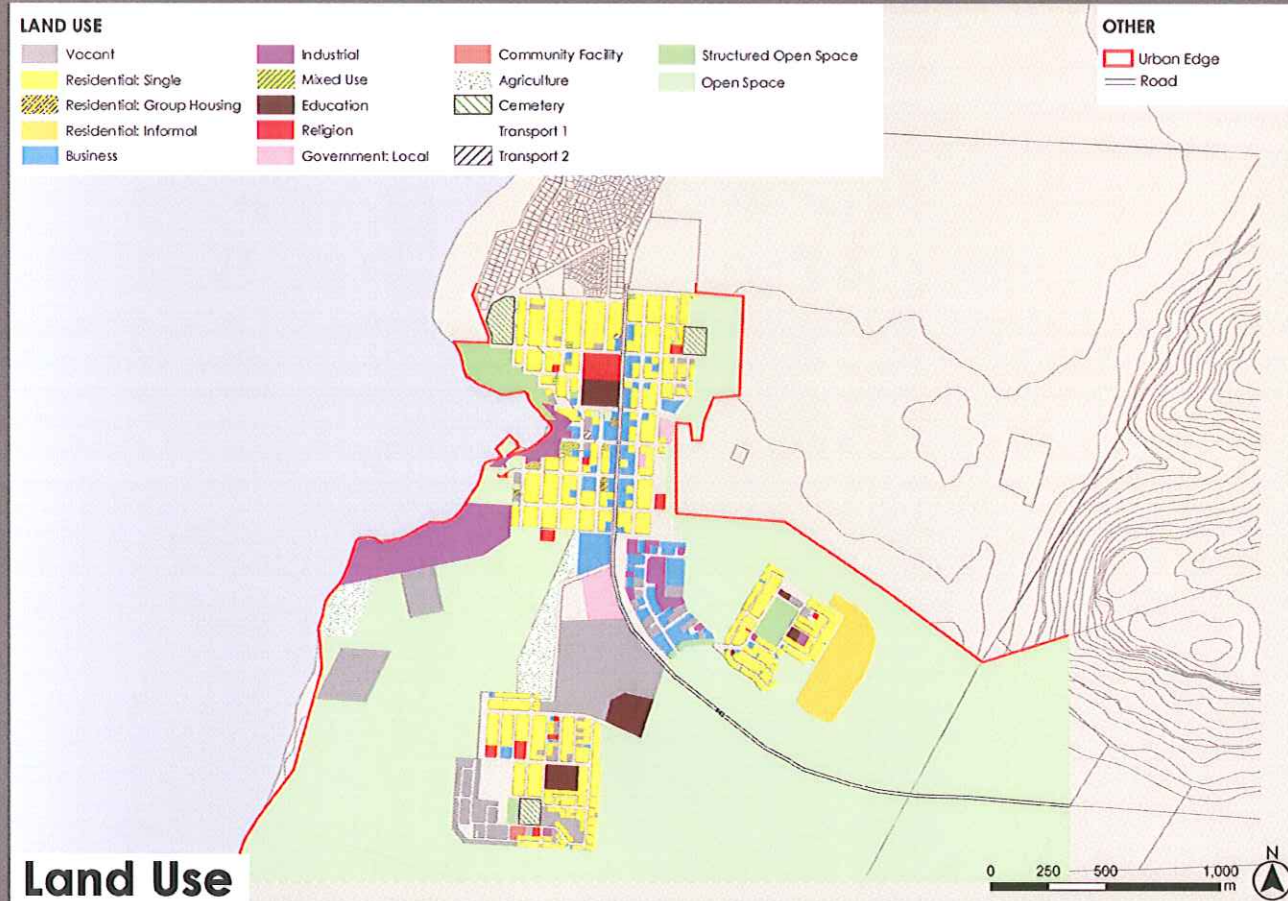 LAND USE
Vacant
Residential: Single
Residential: Group Housing
Residential: Informal
Business
Industrial
Mixed Use
Education
Religion
Government: Local
Community Facility
Agriculture
Cemetery
Transport 1
Transport 2
Structured Open Space
Open Space
OTHER
Urban Edge
Road
Land Use
0 250 500 1,000
m
N